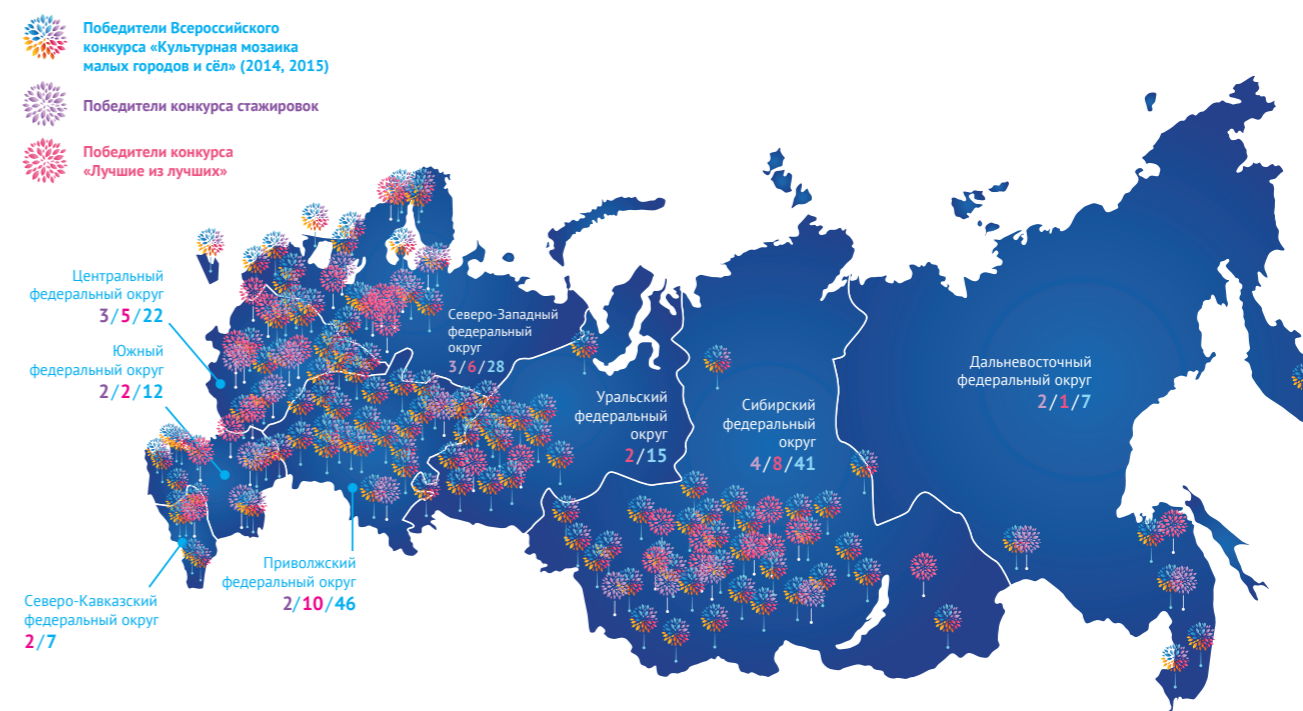 Победители Всероссийского
конкурса «Культурная мозаика
малых городов и сёл» (2014, 2015)
Победители конкурса стажировок
Победители конкурса
«Лучшие из лучших»
Центральный
федеральный округ
3/5/22
Южный
федеральный округ
2/2/12
Северо-Западный
федеральный
округ
3/6/28
Уральский
федеральный
округ
2/15
Сибирский
федеральный
округ
4/8/41
Дальневосточный
федеральный округ
2/1/7
Приволжский
федеральный округ
2/10/46
Северо-Кавказский
федеральный округ
2/7